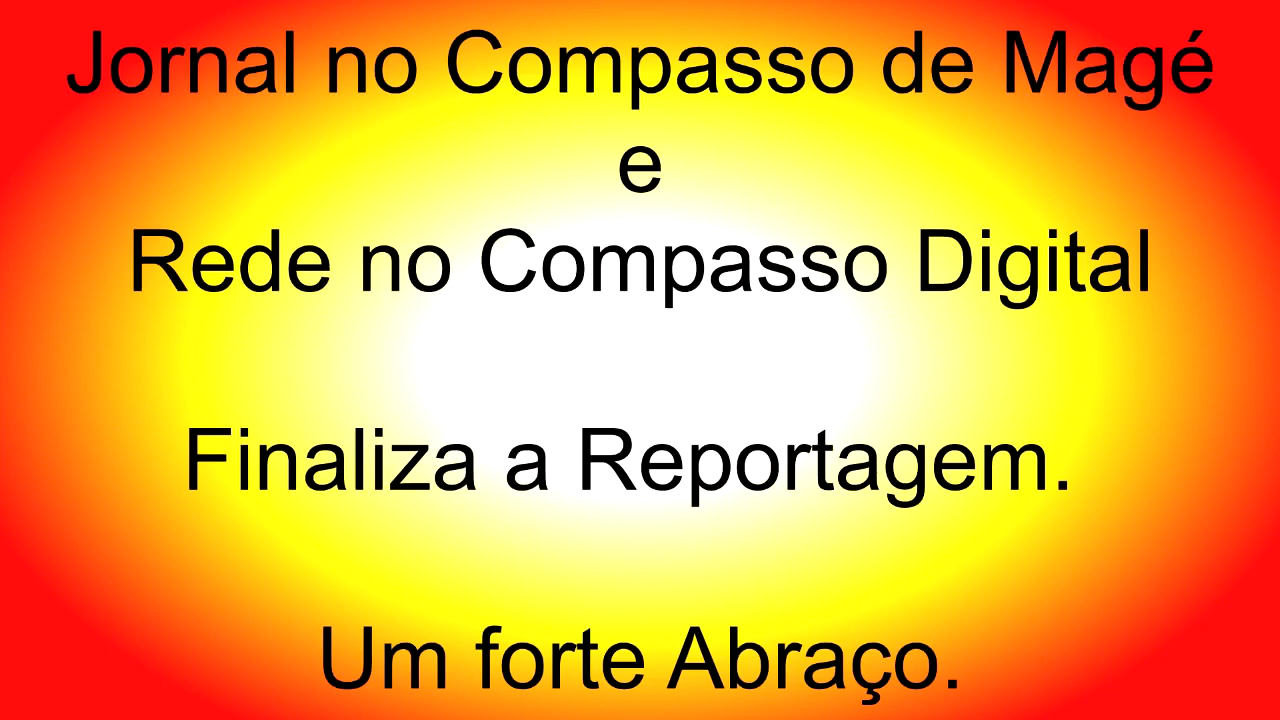 Jornal no Compasso de Magé
e
Rede no Compasso Digital
Finaliza a Reportagem.
Um forte Abraço.